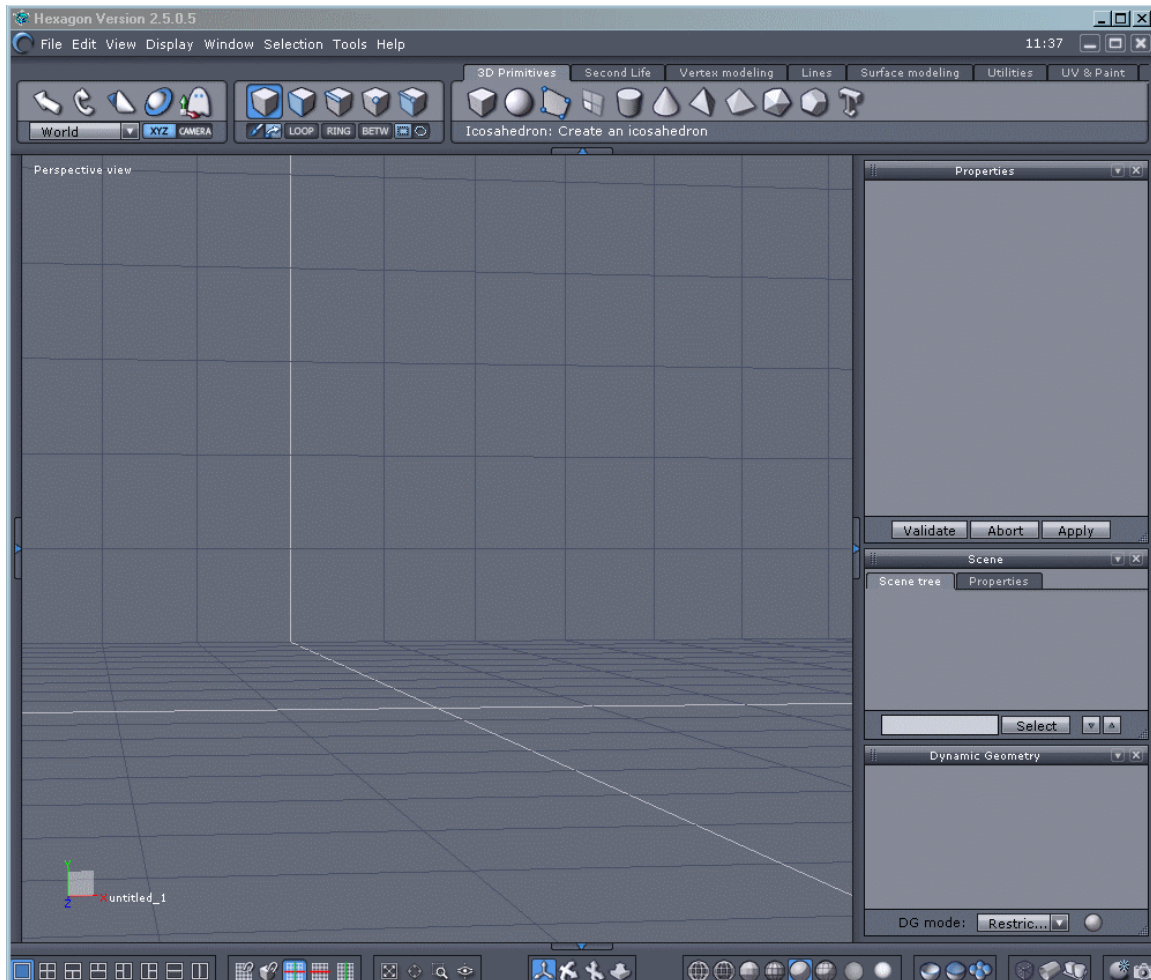 Hexagon Version 2.5.0.5
File Edit View Display Window Selection Tools Help 11:37
3D Primitives Second Life Vertex modeling Lines Surface modeling Utilities UV & Paint
World XYZ CAMERA LOOP RING BETW Icosahedron: Create an icosahedron
Perspective view
Properties
Validate Abort Apply
Scene
Scene tree Properties
Select
Dynamic Geometry
DG mode: Restric...
Y
Z X untitled_1